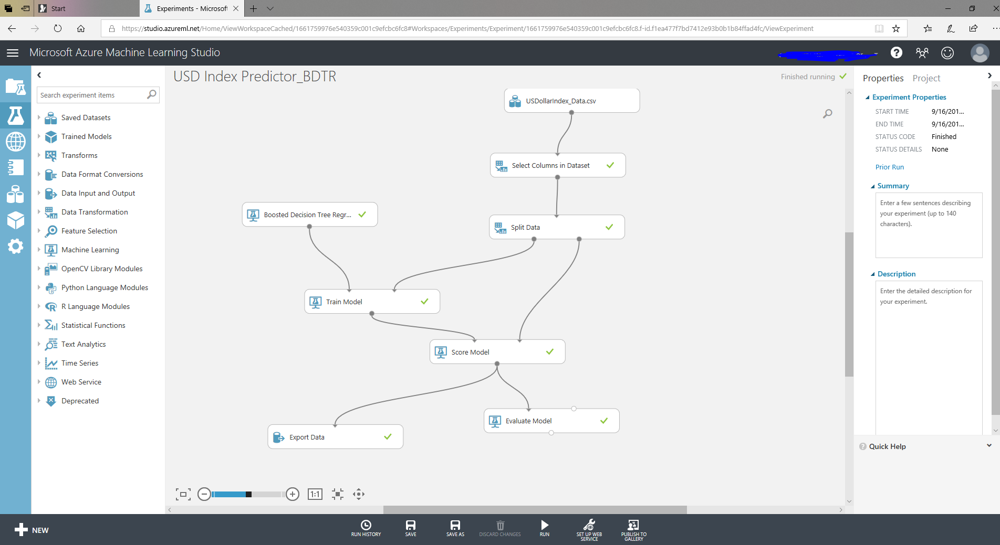 Start
Experiments - Microsoft
https://studio.azureml.net/Home/ViewWorkspaceCached/1661759976e540359c001c9efcbc6fc8#Workspaces/Experiments/Experiment/1661759976e540359c001c9efcbc6fc8.f-id.f1ea477f7bd7412e93b0b1b84ffad4fc/ViewExperiment
Microsoft Azure Machine Learning Studio
USD Index Predictor_BDTR
Finished running
Search experiment items
Saved Datasets
Trained Models
Transforms
Data Format Conversions
Data Input and Output
Data Transformation
Feature Selection
Machine Learning
OpenCV Library Modules
Python Language Modules
R Language Modules
Statistical Functions
Text Analytics
Time Series
Web Service
Deprecated
USDollarIndex_Data.csv
Select Columns in Dataset
Boosted Decision Tree Regr...
Split Data
Train Model
Score Model
Evaluate Model
Export Data
1:1
Properties Project
Experiment Properties
START TIME 9/16/201...
END TIME 9/16/201...
STATUS CODE Finished
STATUS DETAILS None
Prior Run
Summary
Enter a few sentences describing
your experiment (up to 140
characters).
Description
Enter the detailed description for
your experiment.
Quick Help
NEW
RUN HISTORY
SAVE
SAVE AS
DISCARD CHANGES
RUN
SET UP WEB
SERVICE
PUBLISH TO
GALLERY